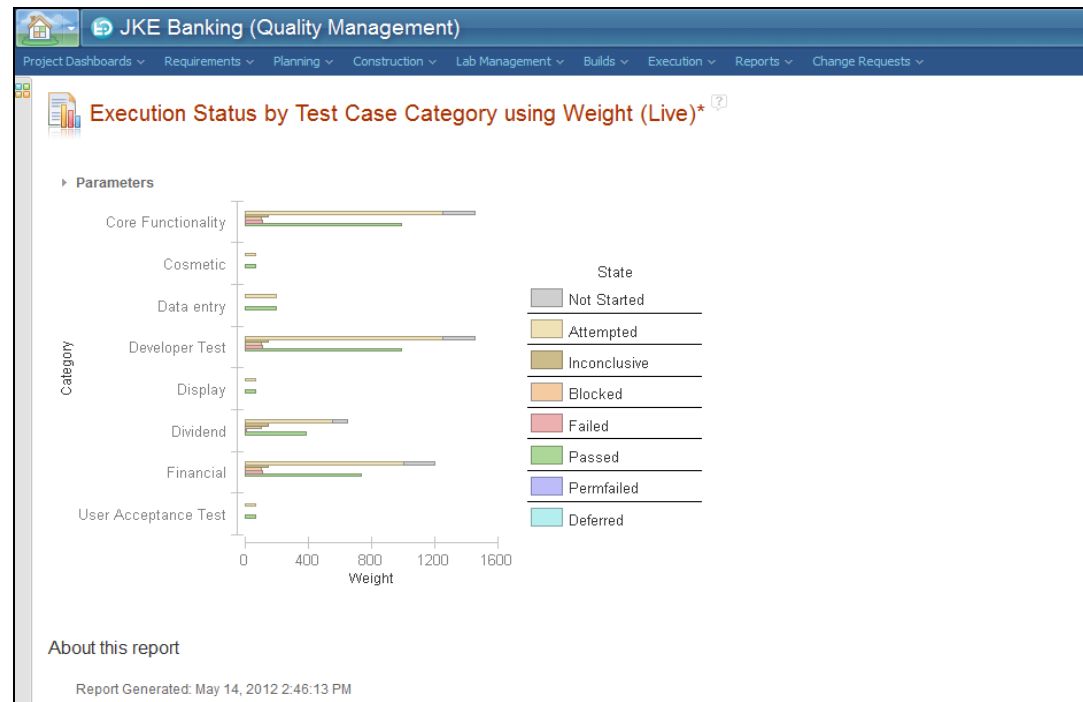 JKE Banking (Quality Management)
Project Dashboards Requirements Planning Construction Lab Management Builds Execution Reports Change Requests
Execution Status by Test Case Category using Weight (Live)* ?
Parameters
Core Functionality
Cosmetic
Data entry
Developer Test
Display
Dividend
Financial
User Acceptance Test
Category
0 400 800 1200 1600
Weight
State
Not Started
Attempted
Inconclusive
Blocked
Failed
Passed
Permfailed
Deferred
About this report
Report Generated: May 14, 2012 2:46:13 PM